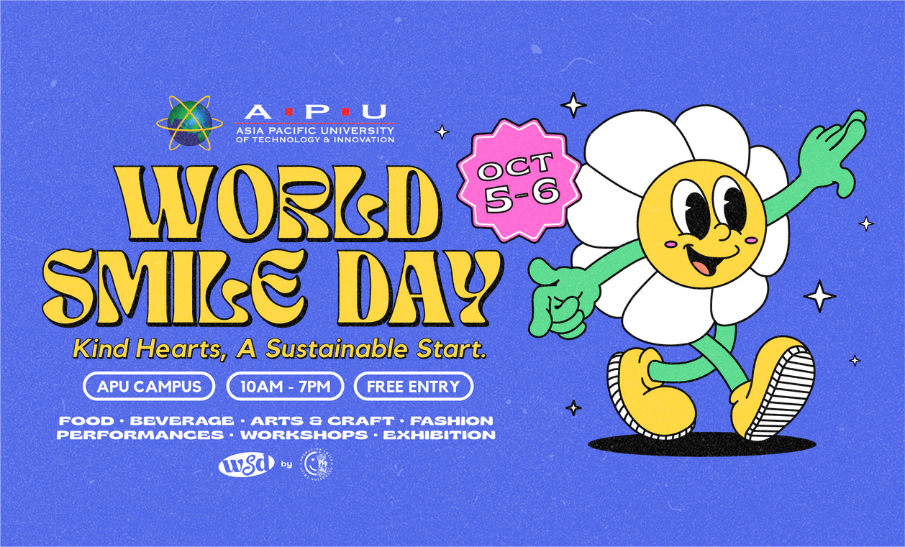 A·P·U
ASIA PACIFIC UNIVERSITY
OF TECHNOLOGY & INNOVATION
WORLD
SMILE DAY
OCT
5-6
Kind Hearts, A Sustainable Start.
APU CAMPUS
10AM - 7PM
FREE ENTRY
FOOD · BEVERAGE · ARTS & CRAFT · FASHION
PERFORMANCES · WORKSHOPS · EXHIBITION
wsd by